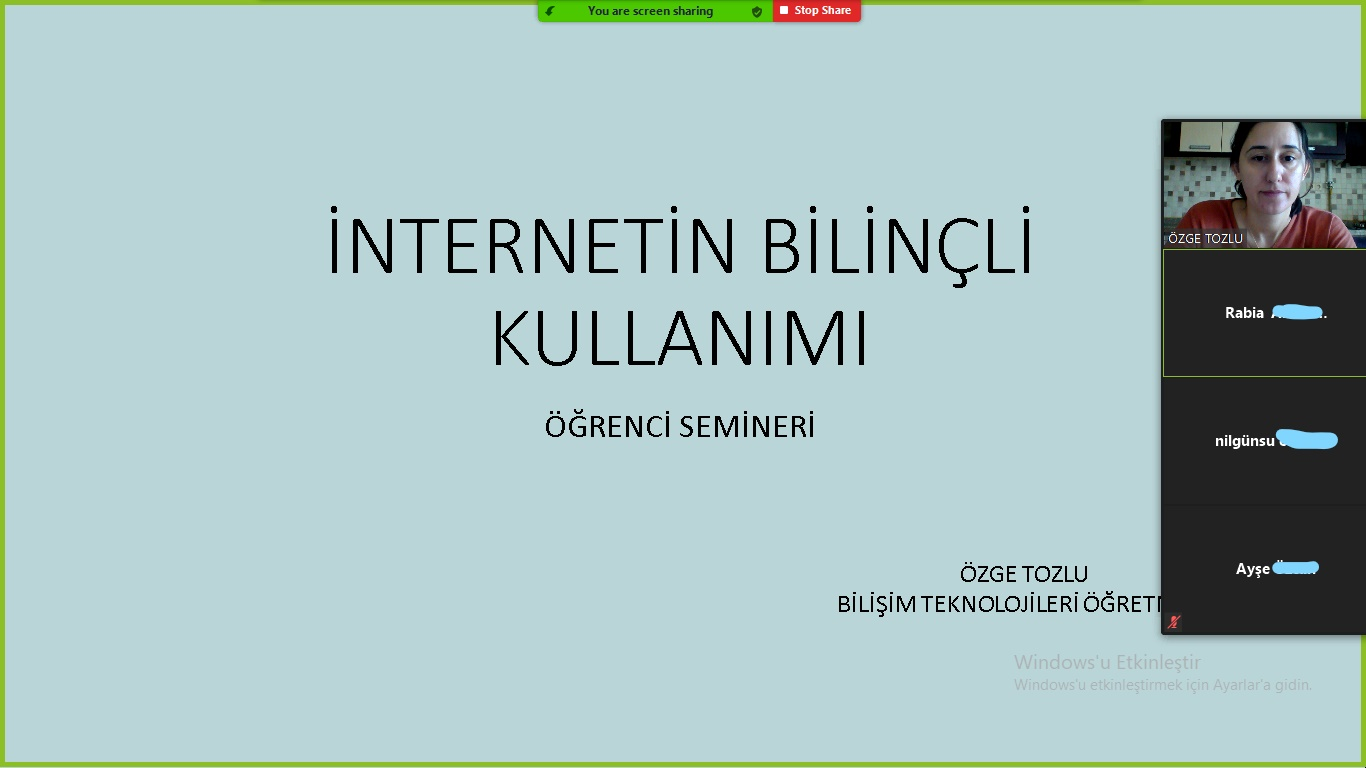 You are screen sharing
Stop Share
İNTERNETİN BİLİNÇLİ
KULLANIMI
ÖĞRENCİ SEMİNERİ
ÖZGE TOZLU
BİLİŞİM TEKNOLOJİLERİ
ÖZGE TOZLU
Rabia
nilgünsu
Ayşe
Windows'u Etkinleştir
Windows'u etkinleştirmek için Ayarlar'a gidin.